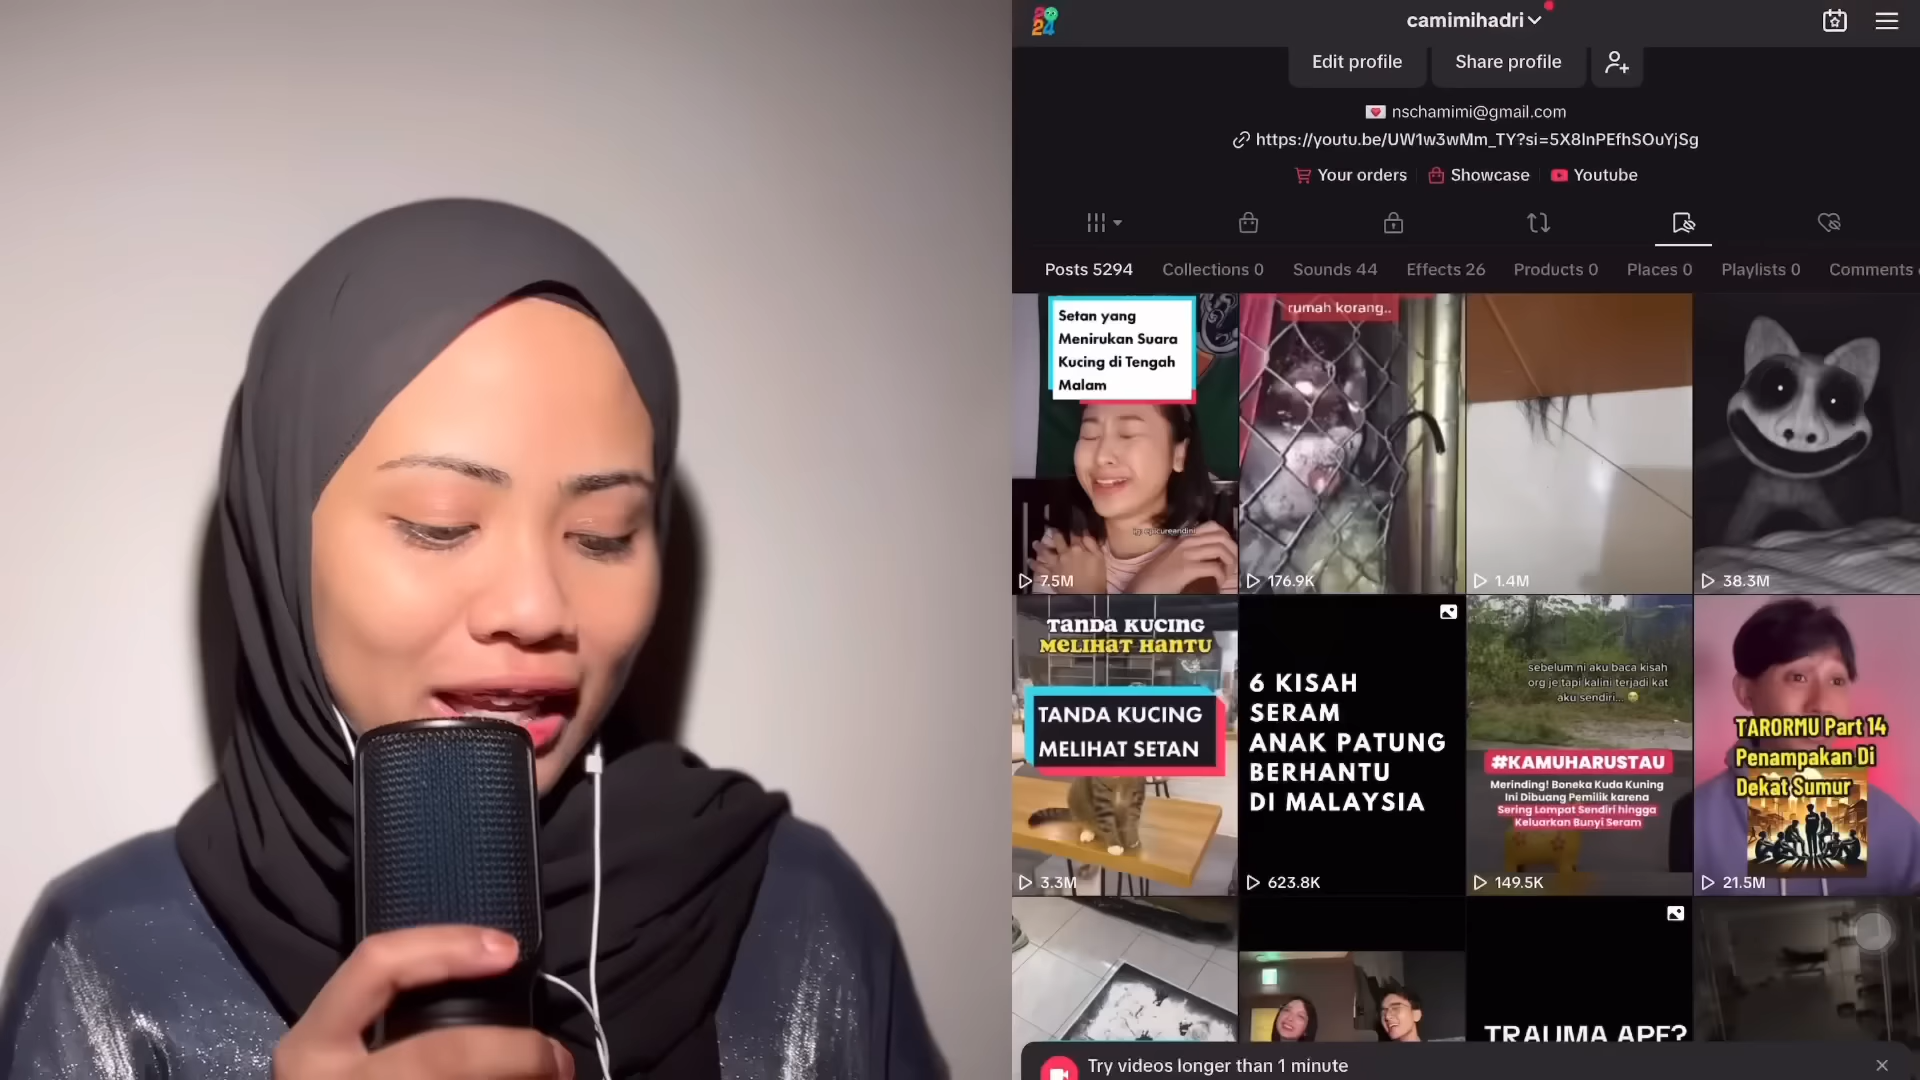 camimihadri
Edit profile
Share profile
nschamimi@gmail.com
https://youtu.be/UW1w3wMm_TY?si=5X8InPEfhSOuYjSg
Your orders
Showcase
Youtube
Posts 5294
Collections 0
Sounds 44
Effects 26
Products 0
Places 0
Playlists 0
Comments
Setan yang
Menirukan Suara
Kucing di Tengah
Malam
7.5M
rumah korang..
176.9K
1.4M
38.3M
TANDA KUCING
MELIHAT HANTU
TANDA KUCING
MELIHAT SETAN
3.3M
6 KISAH
SERAM
ANAK PATUNG
BERHANTU
DI MALAYSIA
623.8K
sebelum ni aku baca kisah
org je tapi kalini terjadi kat
aku sendiri...
#KAMUHARUSTAU
Merinding! Boneka Kuda Kuning
Ini Dibuang Pemilik karena
Sering Lompat Sendiri hingga
Keluarkan Bunyi Seram
149.5K
TARORMU Part 14
Penampakan Di
Dekat Sumur
21.5M
TRAUMA APE?
Try videos longer than 1 minute